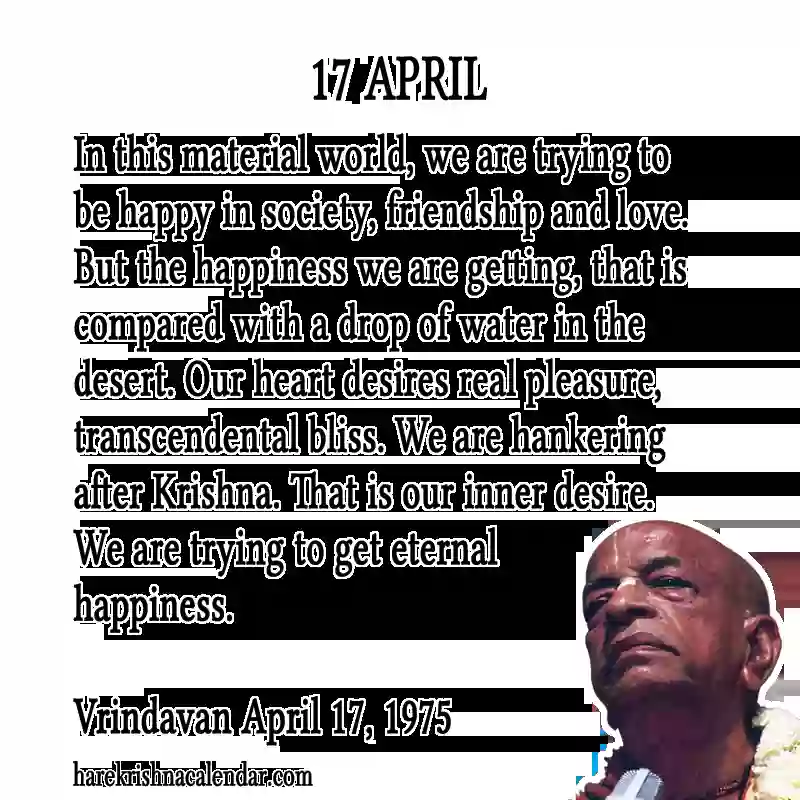 17 APRIL
In this material world, we are trying to
be happy in society, friendship and love.
But the happiness we are getting, that is
compared with a drop of water in the
desert. Our heart desires real pleasure,
transcendental bliss. We are hankering
after Krishna. That is our inner desire.
We are trying to get eternal
happiness.
Vrindavan April 17, 1975
harekrishnacalendar.com